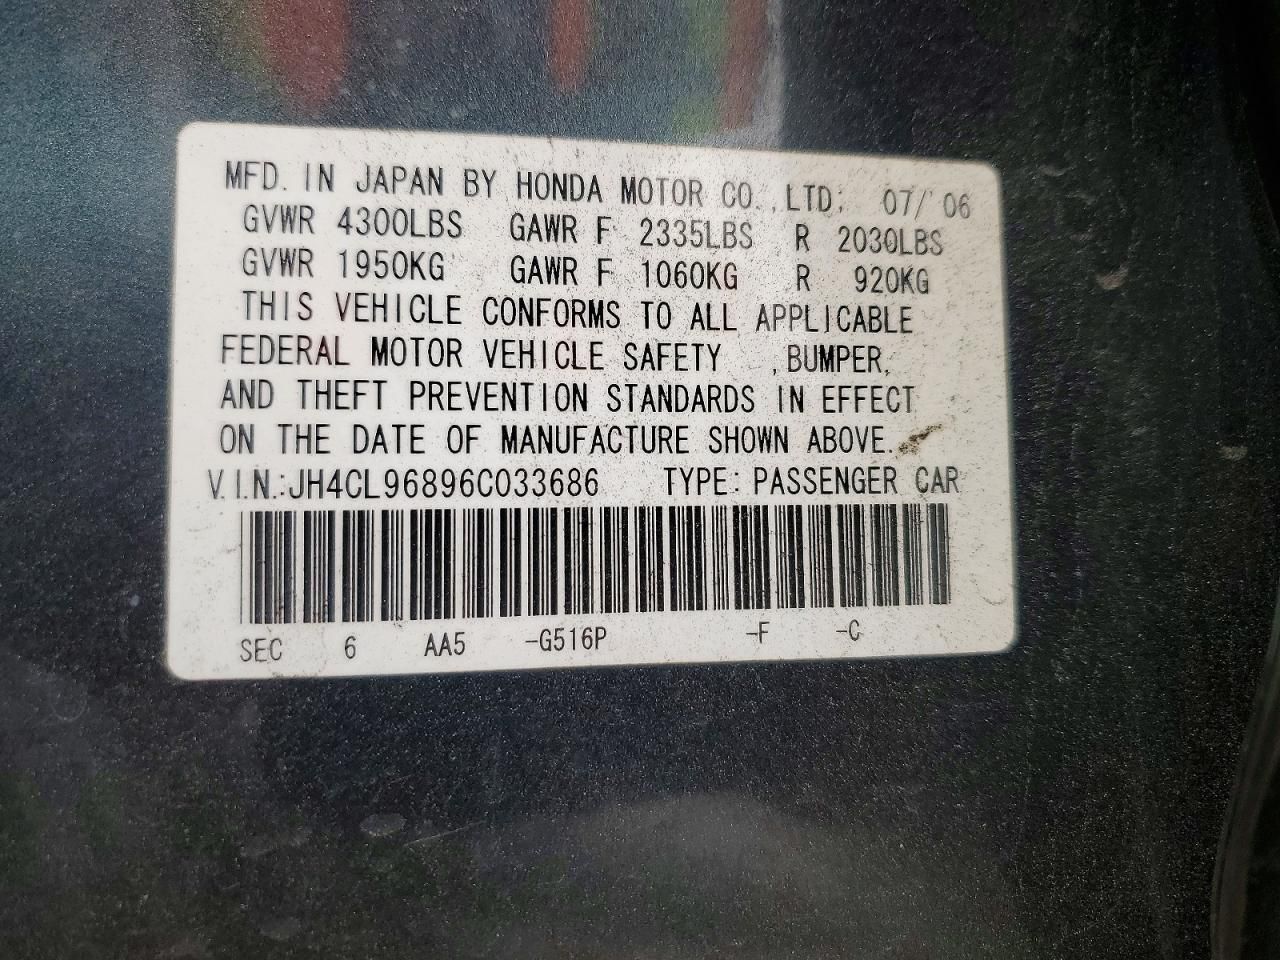 MFD. IN JAPAN BY HONDA MOTOR CO.,LTD. 07/'06
GVWR 4300LBS GAWR F 2335LBS R 2030LBS
GVWR 1950KG GAWR F 1060KG R 920KG
THIS VEHICLE CONFORMS TO ALL APPLICABLE
FEDERAL MOTOR VEHICLE SAFETY ,BUMPER,
AND THEFT PREVENTION STANDARDS IN EFFECT
ON THE DATE OF MANUFACTURE SHOWN ABOVE.
V.I.N.:JH4CL96896C033686 TYPE: PASSENGER CAR
SEC 6 AA5 -G516P -F -C